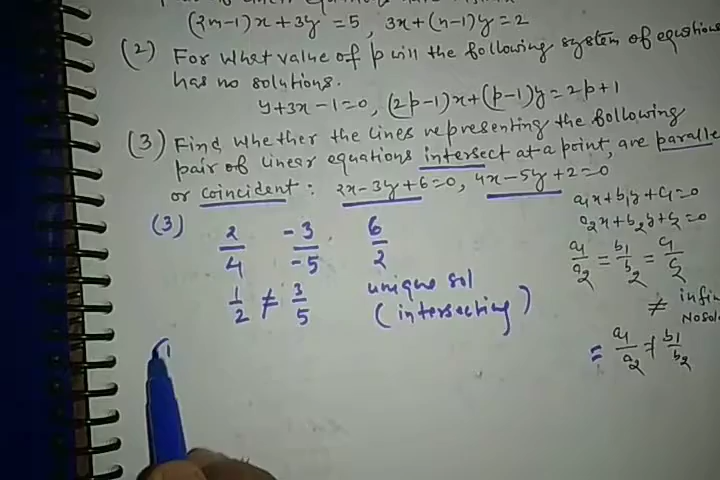 (2m-1)x+3y=5, 3x+(n-1)y=2
(2) For what value of p will the following system of equations
has no solutions.
y+3x-1=0, (2p-1)x+(p-1)y=2p+1
(3) Find whether the lines representing the following
pair of linear equations intersect at a point, are paralle
or coincident: 2x-3y+6=0, 4x-5y+2=0
a₁x+b₁y+c₁=0
a₂x+b₂y+c₂=0
a₁/a₂ = b₁/b₂ = c₁/c₂
≠ infin
No sol
= a₁/a₂ ≠ b₁/b₂
(3) 2/4 -3/-5 6/2
1/2 ≠ 3/5 unique sol
(intersecting)